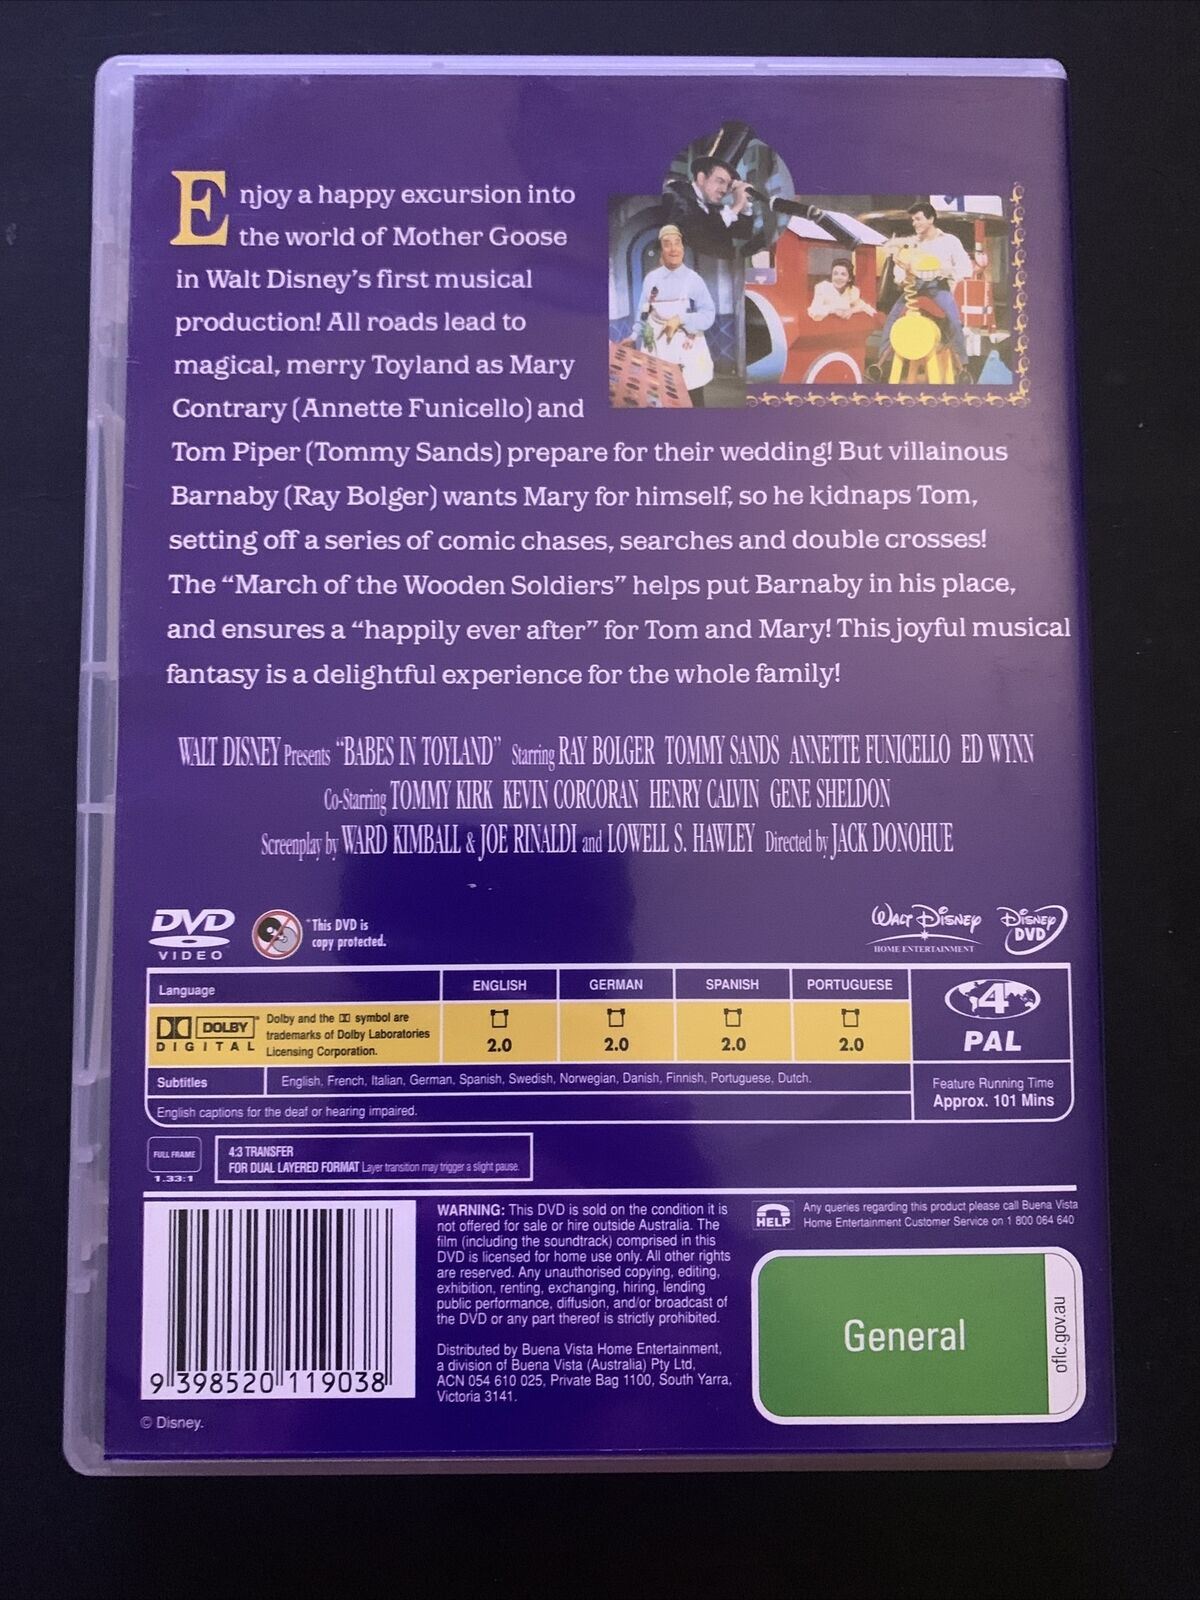 Enjoy a happy excursion into
the world of Mother Goose
in Walt Disney's first musical
production! All roads lead to
magical, merry Toyland as Mary
Contrary (Annette Funicello) and
Tom Piper (Tommy Sands) prepare for their wedding! But villainous
Barnaby (Ray Bolger) wants Mary for himself, so he kidnaps Tom,
setting off a series of comic chases, searches and double crosses!
The “March of the Wooden Soldiers” helps put Barnaby in his place,
and ensures a “happily ever after” for Tom and Mary! This joyful musical
fantasy is a delightful experience for the whole family!
WALT DISNEY Presents “BABES IN TOYLAND” Starring RAY BOLGER TOMMY SANDS ANNETTE FUNICELLO ED WYNN
Co-Starring TOMMY KIRK KEVIN CORCORAN HENRY CALVIN GENE SHELDON
Screenplay by WARD KIMBALL & JOE RINALDI and LOWELL S. HAWLEY Directed by JACK DONOHUE
DVD
VIDEO
"This DVD is
copy protected.
WALT DISNEY
HOME ENTERTAINMENT
DISNEY
DVD
Language
ENGLISH GERMAN SPANISH PORTUGUESE
DOLBY
DIGITAL
Dolby and the DD symbol are
trademarks of Dolby Laboratories
Licensing Corporation.
2.0 2.0 2.0 2.0
4
PAL
Subtitles English, French, Italian, German, Spanish, Swedish, Norwegian, Danish, Finnish, Portuguese, Dutch.
English captions for the deaf or hearing impaired.
Feature Running Time
Approx. 101 Mins
FULL FRAME
1.33:1
4:3 TRANSFER
FOR DUAL LAYERED FORMAT Layer transition may trigger a slight pause.
9 398520 119038
© Disney.
WARNING: This DVD is sold on the condition it is
not offered for sale or hire outside Australia. The
film (including the soundtrack) comprised in this
DVD is licensed for home use only. All other rights
are reserved. Any unauthorised copying, editing,
exhibition, renting, exchanging, hiring, lending
public performance, diffusion, and/or broadcast of
the DVD or any part thereof is strictly prohibited.
Distributed by Buena Vista Home Entertainment,
a division of Buena Vista (Australia) Pty Ltd,
ACN 054 610 025, Private Bag 1100, South Yarra,
Victoria 3141.
HELP
Any queries regarding this product please call Buena Vista
Home Entertainment Customer Service on 1 800 064 640
General
oflc.gov.au